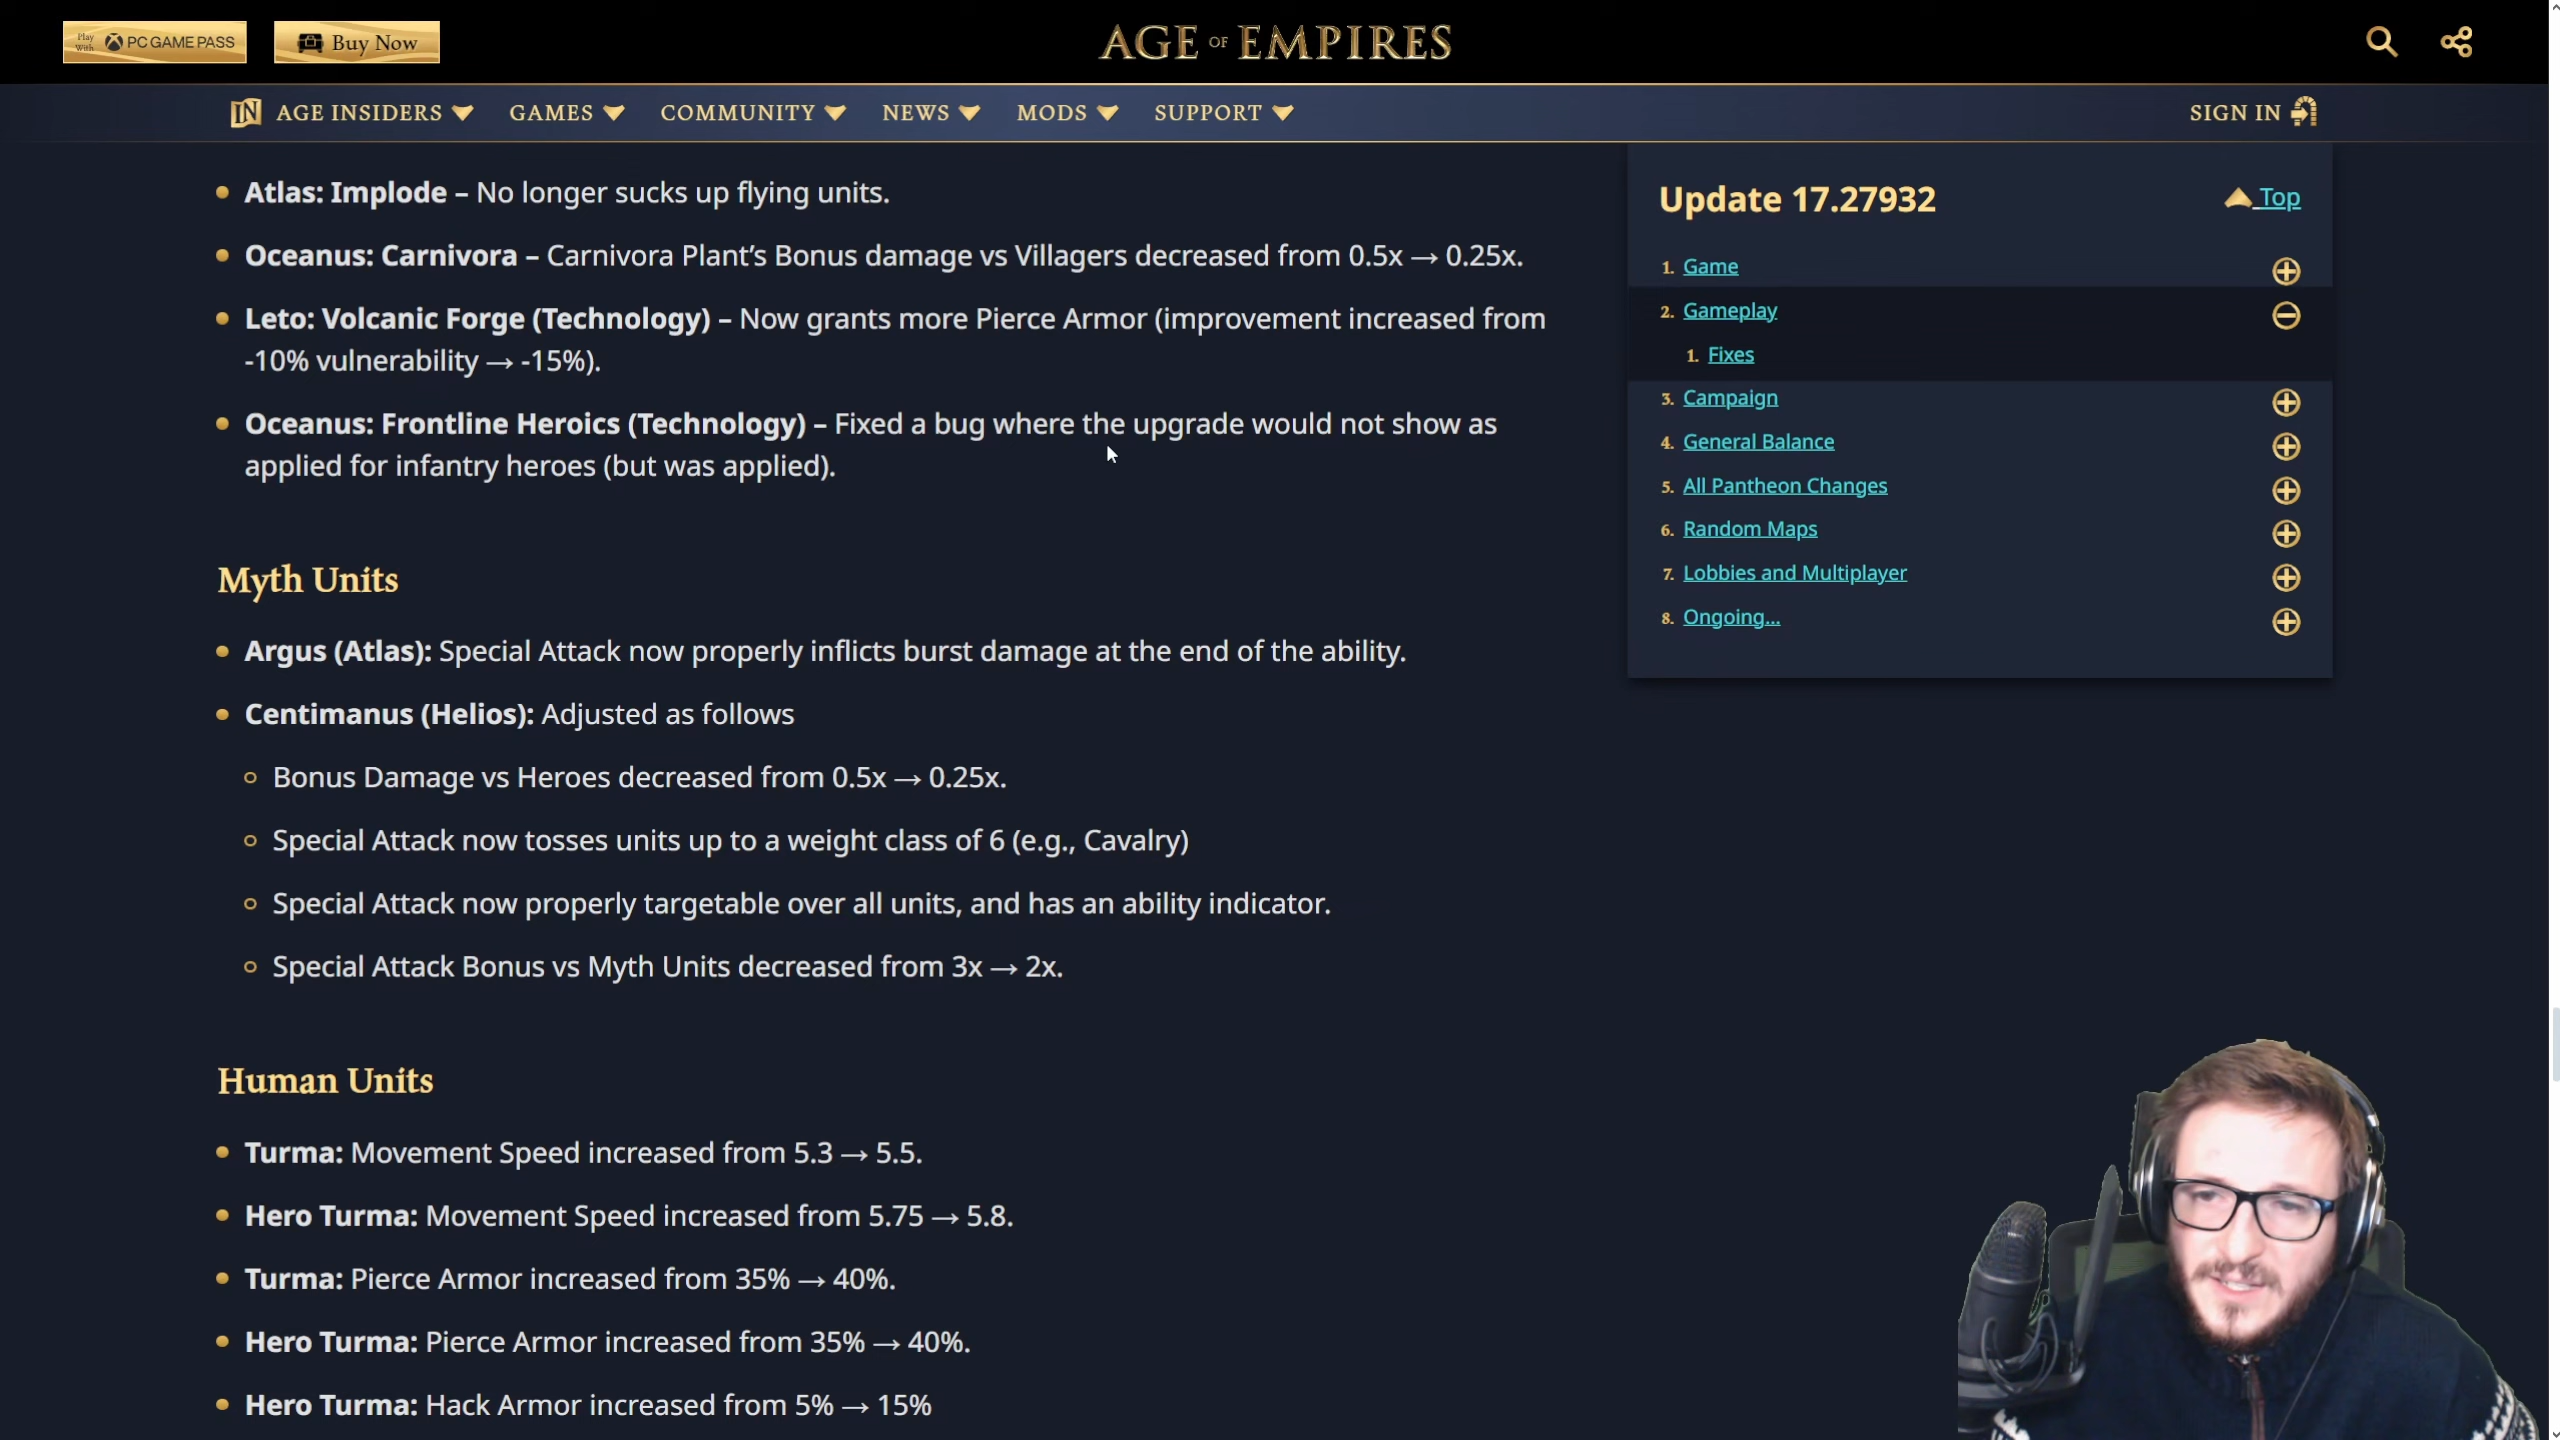 Play With PC GAME PASS
Buy Now
AGE OF EMPIRES
IN AGE INSIDERS GAMES COMMUNITY NEWS MODS SUPPORT
SIGN IN
Atlas: Implode – No longer sucks up flying units.
Oceanus: Carnivora – Carnivora Plant’s Bonus damage vs Villagers decreased from 0.5x → 0.25x.
Leto: Volcanic Forge (Technology) – Now grants more Pierce Armor (improvement increased from
-10% vulnerability → -15%).
Oceanus: Frontline Heroics (Technology) – Fixed a bug where the upgrade would not show as
applied for infantry heroes (but was applied).
Myth Units
Argus (Atlas): Special Attack now properly inflicts burst damage at the end of the ability.
Centimanus (Helios): Adjusted as follows
Bonus Damage vs Heroes decreased from 0.5x → 0.25x.
Special Attack now tosses units up to a weight class of 6 (e.g., Cavalry)
Special Attack now properly targetable over all units, and has an ability indicator.
Special Attack Bonus vs Myth Units decreased from 3x → 2x.
Human Units
Turma: Movement Speed increased from 5.3 → 5.5.
Hero Turma: Movement Speed increased from 5.75 → 5.8.
Turma: Pierce Armor increased from 35% → 40%.
Hero Turma: Pierce Armor increased from 35% → 40%.
Hero Turma: Hack Armor increased from 5% → 15%
Update 17.27932
Top
1. Game
2. Gameplay
1. Fixes
3. Campaign
4. General Balance
5. All Pantheon Changes
6. Random Maps
7. Lobbies and Multiplayer
8. Ongoing...